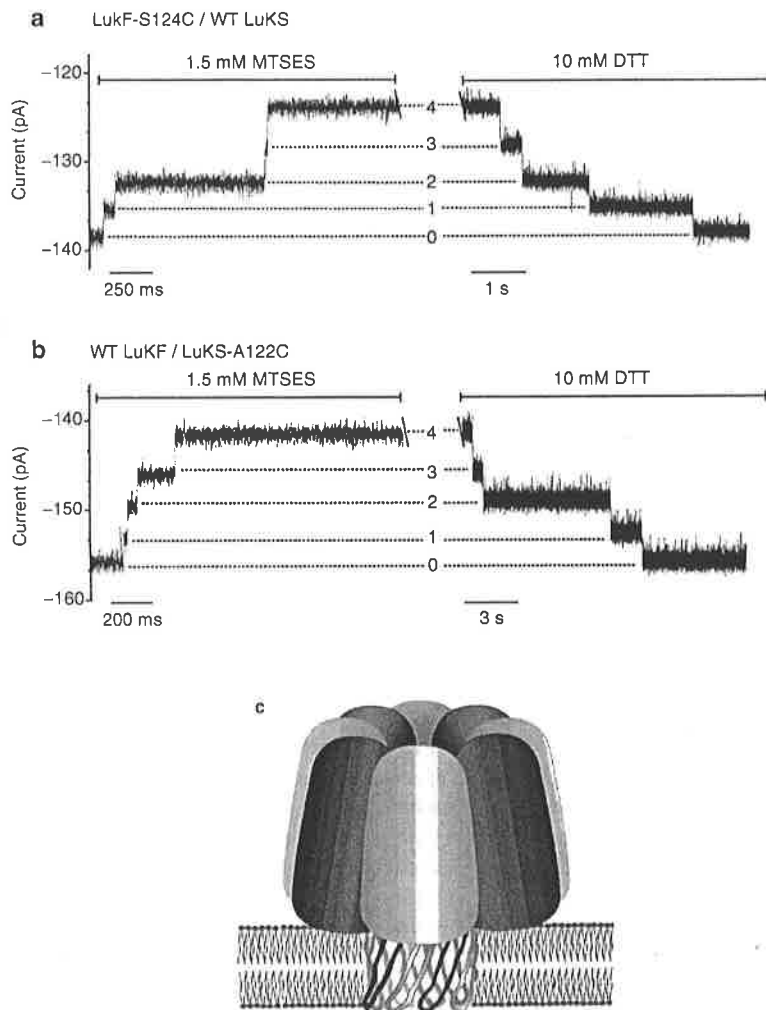 a LukF-S124C / WT LuKS
1.5 mM MTSES 10 mM DTT
Current (pA)
−120
−130
−140
4
3
2
1
0
250 ms 1 s
b WT LuKF / LuKS-A122C
1.5 mM MTSES 10 mM DTT
Current (pA)
−140
−150
−160
4
3
2
1
0
200 ms 3 s
c